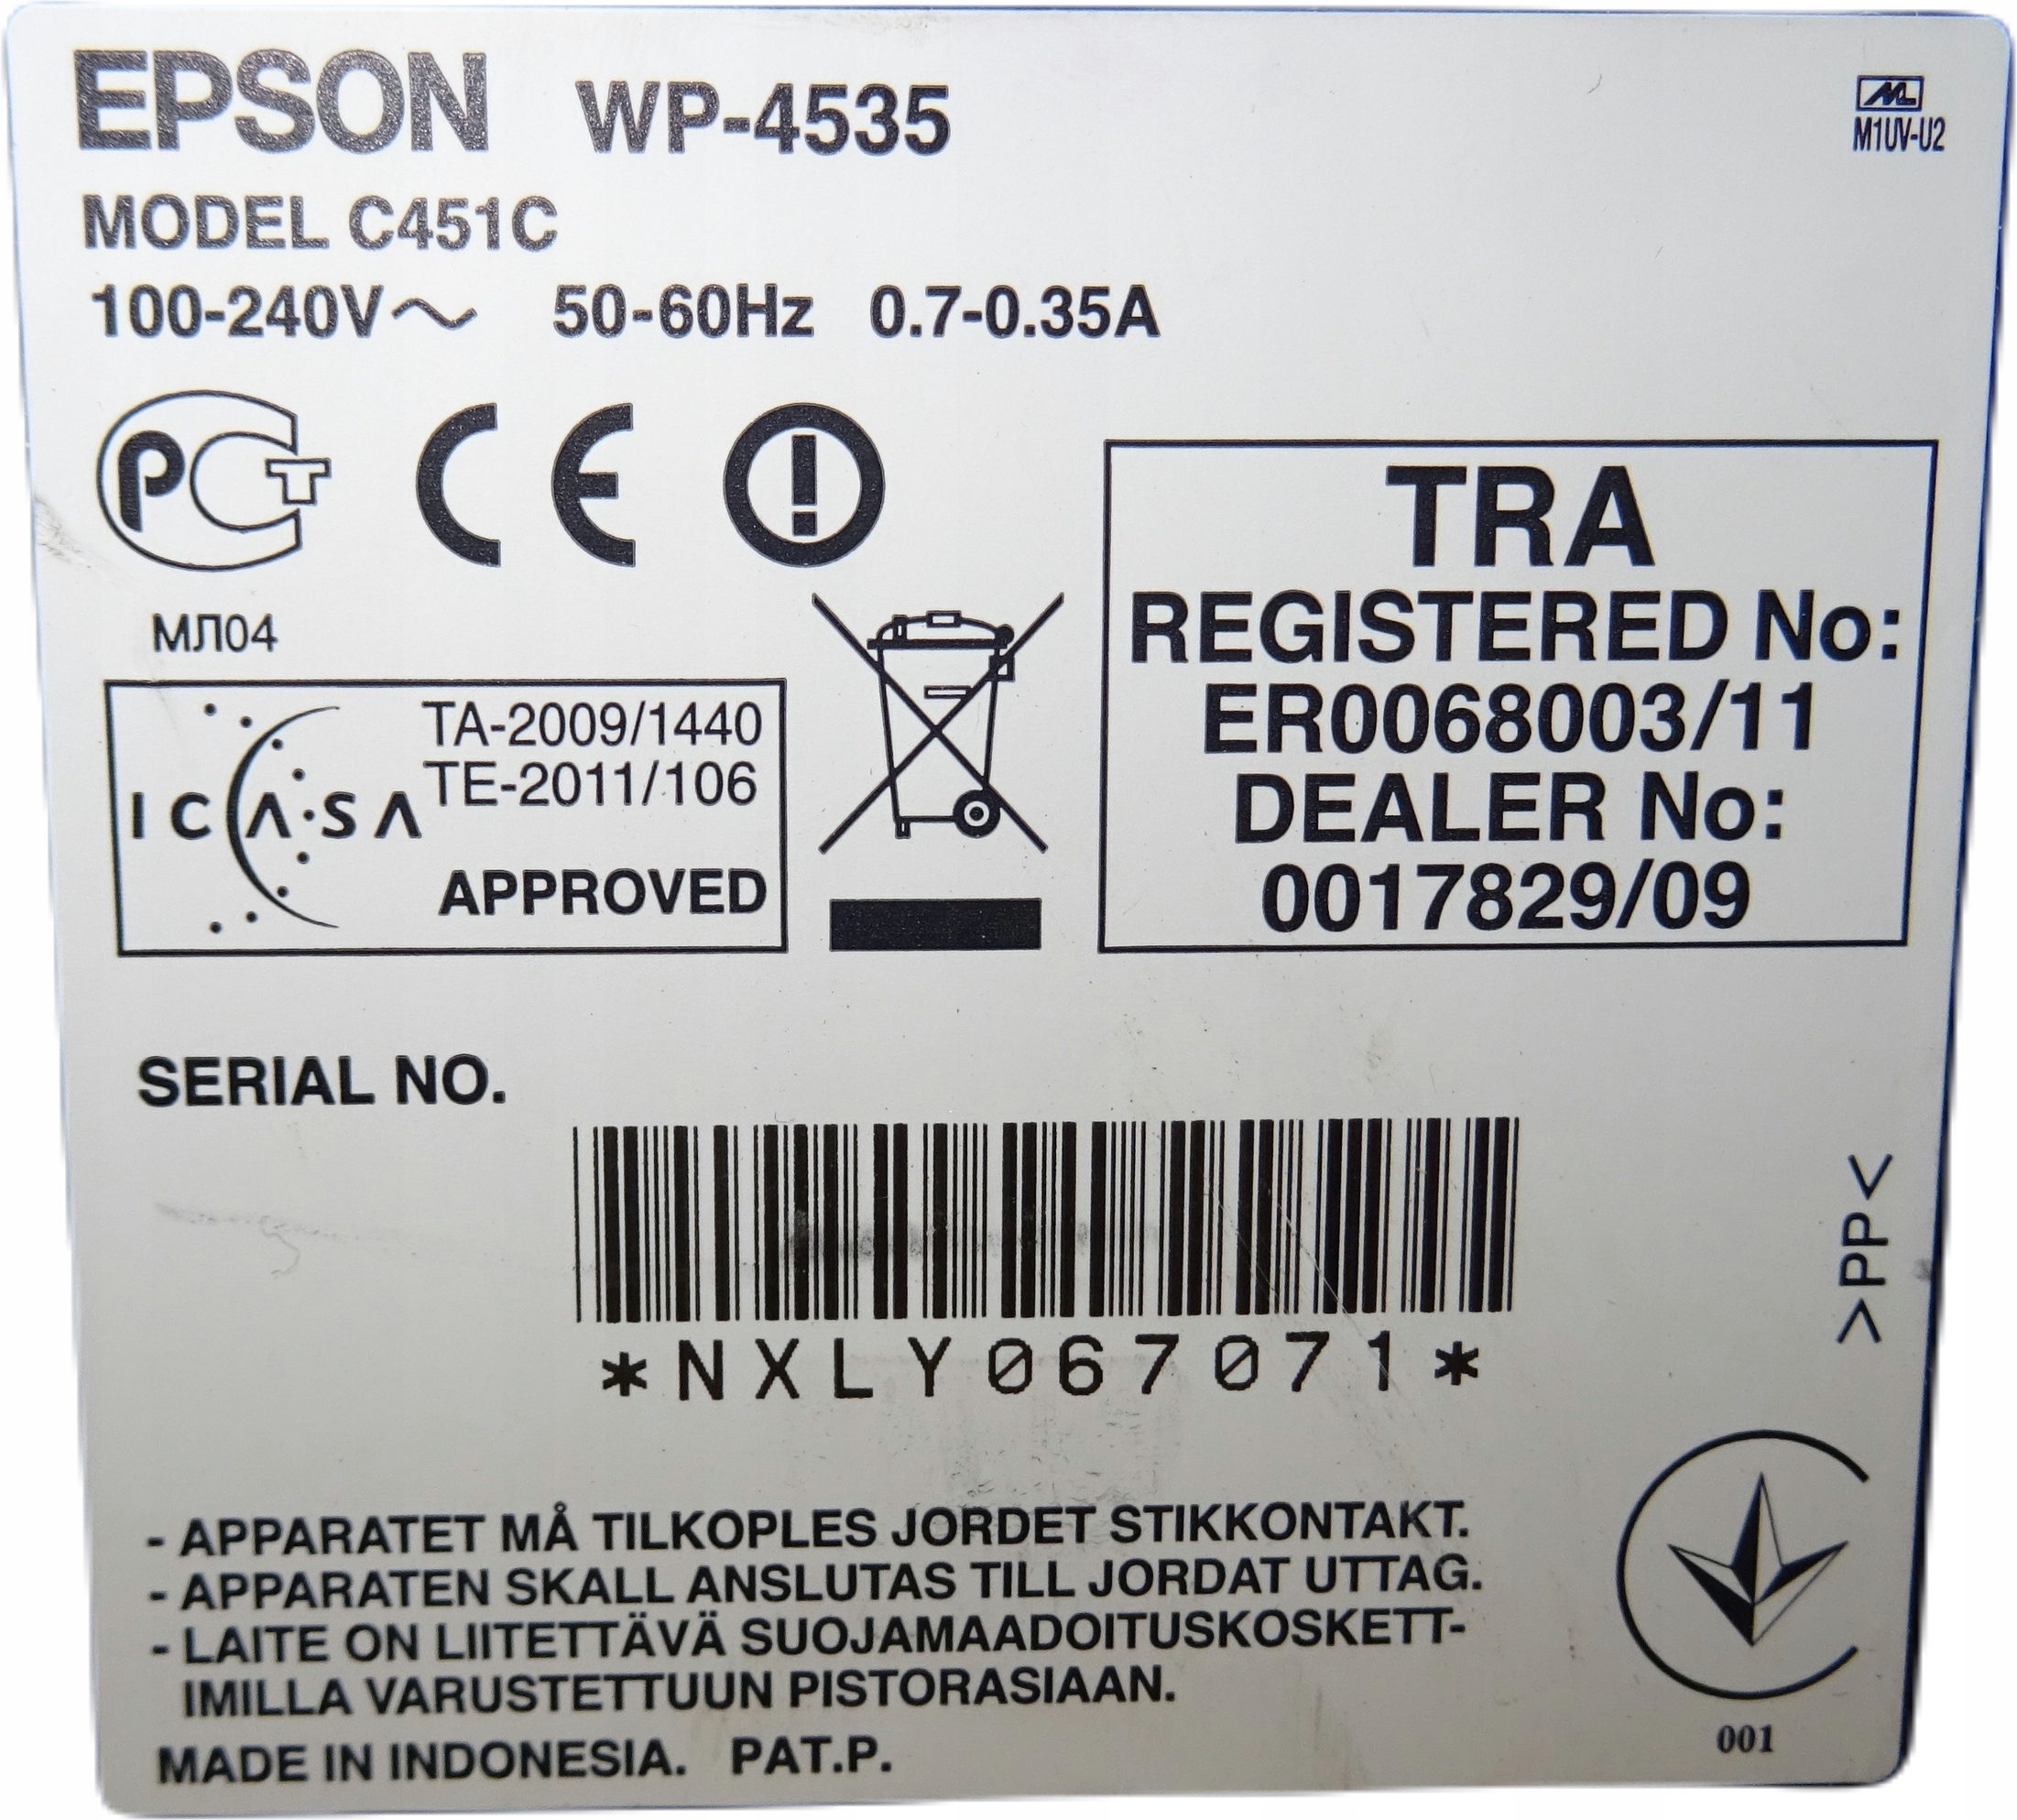 EPSON WP-4535
ML
M1UV-U2
MODEL C451C
100-240V~ 50-60Hz 0.7-0.35A
РСТ CE !
МЛ04
TRA
REGISTERED No:
ER0068003/11
DEALER No:
0017829/09
TA-2009/1440
TE-2011/106
ICASA
APPROVED
SERIAL NO.
*NXLY067071*
>PP<
- APPARATET MÅ TILKOPLES JORDET STIKKONTAKT.
- APPARATEN SKALL ANSLUTAS TILL JORDAT UTTAG.
- LAITE ON LIITETTÄVÄ SUOJAMAADOITUSKOSKETT-
IMILLA VARUSTETTUUN PISTORASIAAN.
MADE IN INDONESIA. PAT.P.
001